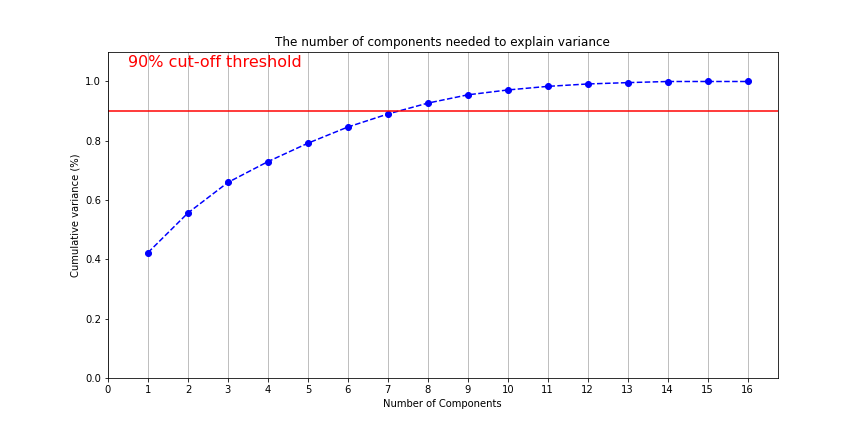 The number of components needed to explain variance
90% cut-off threshold
Cumulative variance (%)
1.0
0.8
0.6
0.4
0.2
0.0
0 1 2 3 4 5 6 7 8 9 10 11 12 13 14 15 16
Number of Components